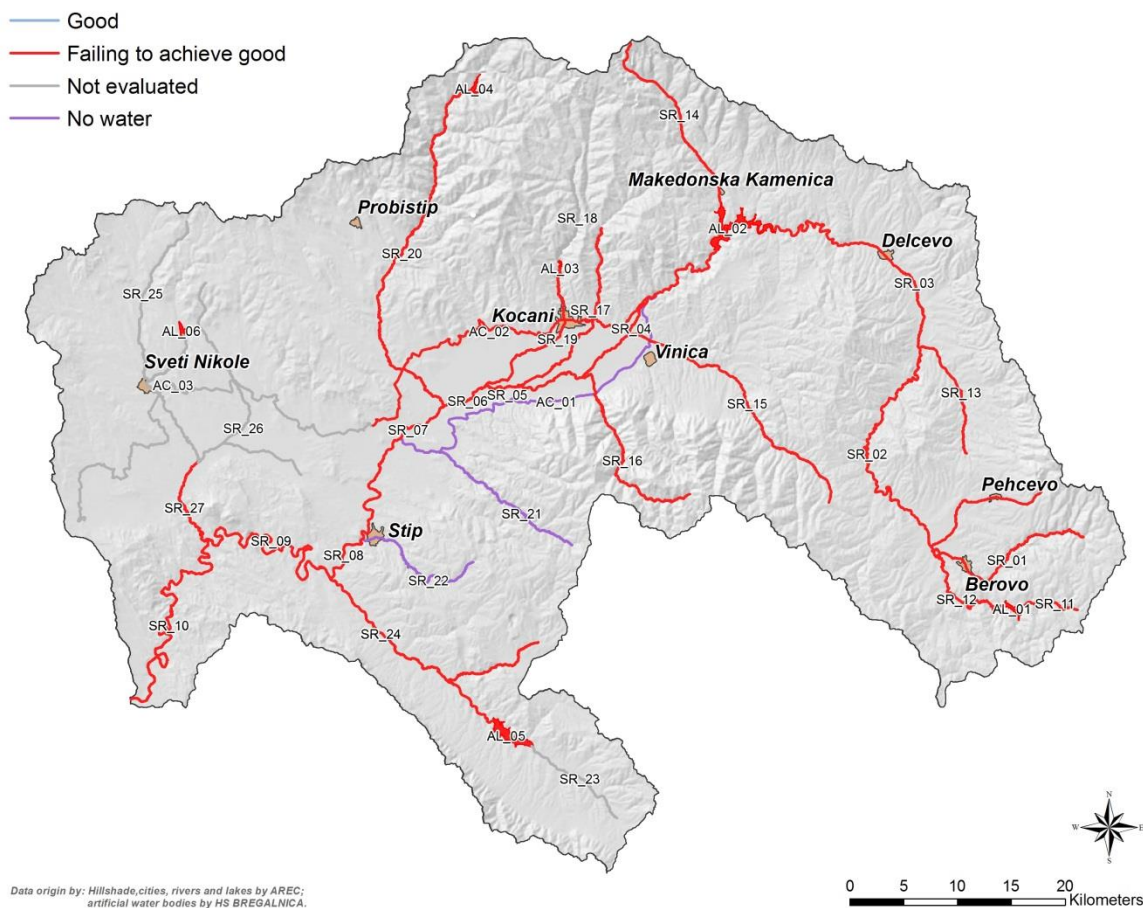 Good
Failing to achieve good
Not evaluated
No water
AL_04
SR_14
Makedonska Kamenica
Probistip
SR_18
AL_02
Delcevo
SR_20
AL_03
SR_03
SR_25
Kocani
SR_17
AL_06
AC_02
SR_04
SR_19
Vinica
Sveti Nikole
AC_03
SR_06
SR_05
AC_01
SR_15
SR_13
SR_26
SR_07
SR_02
SR_16
Pehcevo
SR_27
SR_21
Stip
SR_09
SR_08
SR_22
SR_01
Berovo
SR_12
AL_01
SR_11
SR_10
SR_24
AL_05
SR_23
N
W
E
S
Data origin by: Hillshade,cities, rivers and lakes by AREC;
artificial water bodies by HS BREGALNICA.
0 5 10 15 20
Kilometers